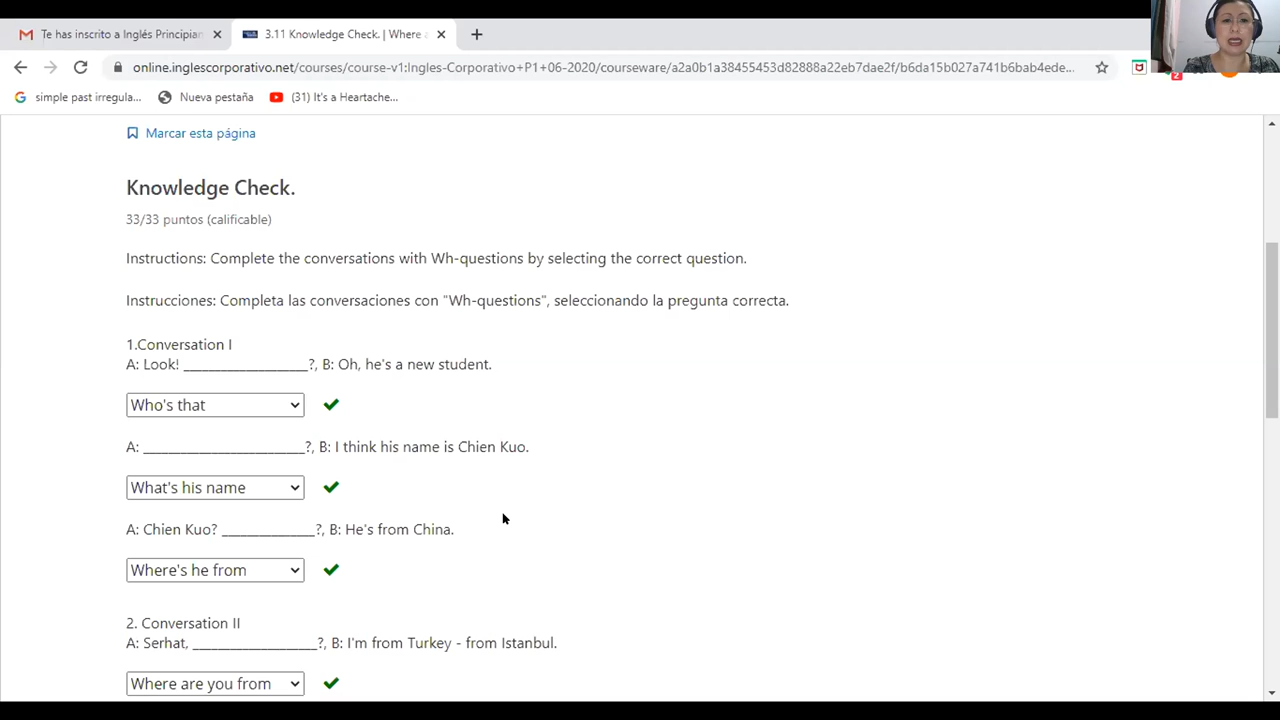 Te has inscrito a Inglés Principian
3.11 Knowledge Check. | Where a
online.inglescorporativo.net/courses/course-v1:Ingles-Corporativo+P1+06-2020/courseware/a2a0b1a38455453d82888a22eb7dae2f/b6da15b027a741b6bab4ede...
2
simple past irregula...
Nueva pestaña
(31) It's a Heartache...
Marcar esta página
Knowledge Check.
33/33 puntos (calificable)
Instructions: Complete the conversations with Wh-questions by selecting the correct question.
Instrucciones: Completa las conversaciones con "Wh-questions", seleccionando la pregunta correcta.
1.Conversation I
A: Look! ____________________?, B: Oh, he's a new student.
Who's that
A: __________________________?, B: I think his name is Chien Kuo.
What's his name
A: Chien Kuo? _______________?, B: He's from China.
Where's he from
2. Conversation II
A: Serhat, ____________________?, B: I'm from Turkey - from Istanbul.
Where are you from